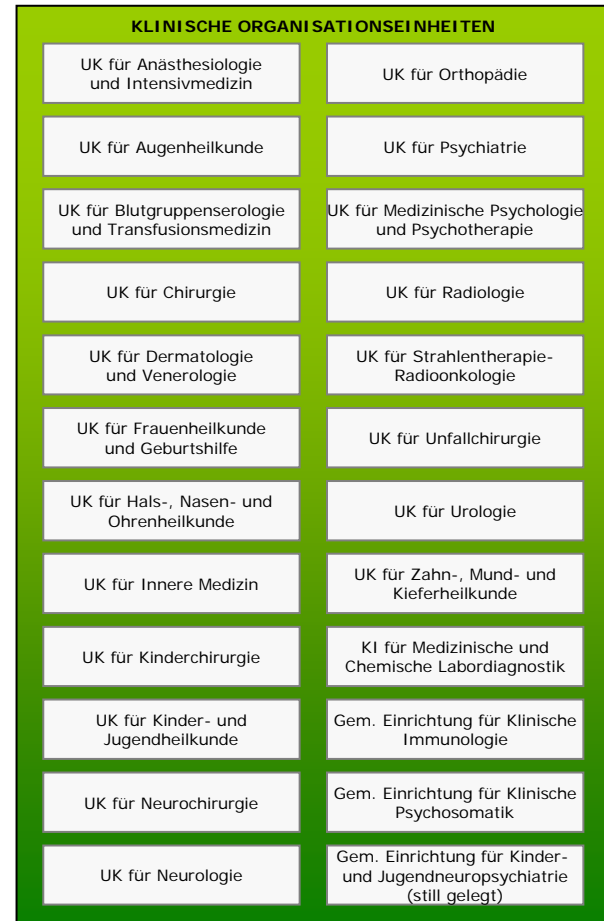 KLINISCHE ORGANISATIONSEINHEITEN
UK für Anästhesiologie
und Intensivmedizin
UK für Augenheilkunde
UK für Blutgruppenserologie
und Transfusionsmedizin
UK für Chirurgie
UK für Dermatologie
und Venerologie
UK für Frauenheilkunde
und Geburtshilfe
UK für Hals-, Nasen- und
Ohrenheilkunde
UK für Innere Medizin
UK für Kinderchirurgie
UK für Kinder- und
Jugendheilkunde
UK für Neurochirurgie
UK für Neurologie
UK für Orthopädie
UK für Psychiatrie
UK für Medizinische Psychologie
und Psychotherapie
UK für Radiologie
UK für Strahlentherapie-
Radioonkologie
UK für Unfallchirurgie
UK für Urologie
UK für Zahn-, Mund- und
Kieferheilkunde
KI für Medizinische und
Chemische Labordiagnostik
Gem. Einrichtung für Klinische
Immunologie
Gem. Einrichtung für Klinische
Psychosomatik
Gem. Einrichtung für Kinder-
und Jugendneuropsychiatrie
(still gelegt)